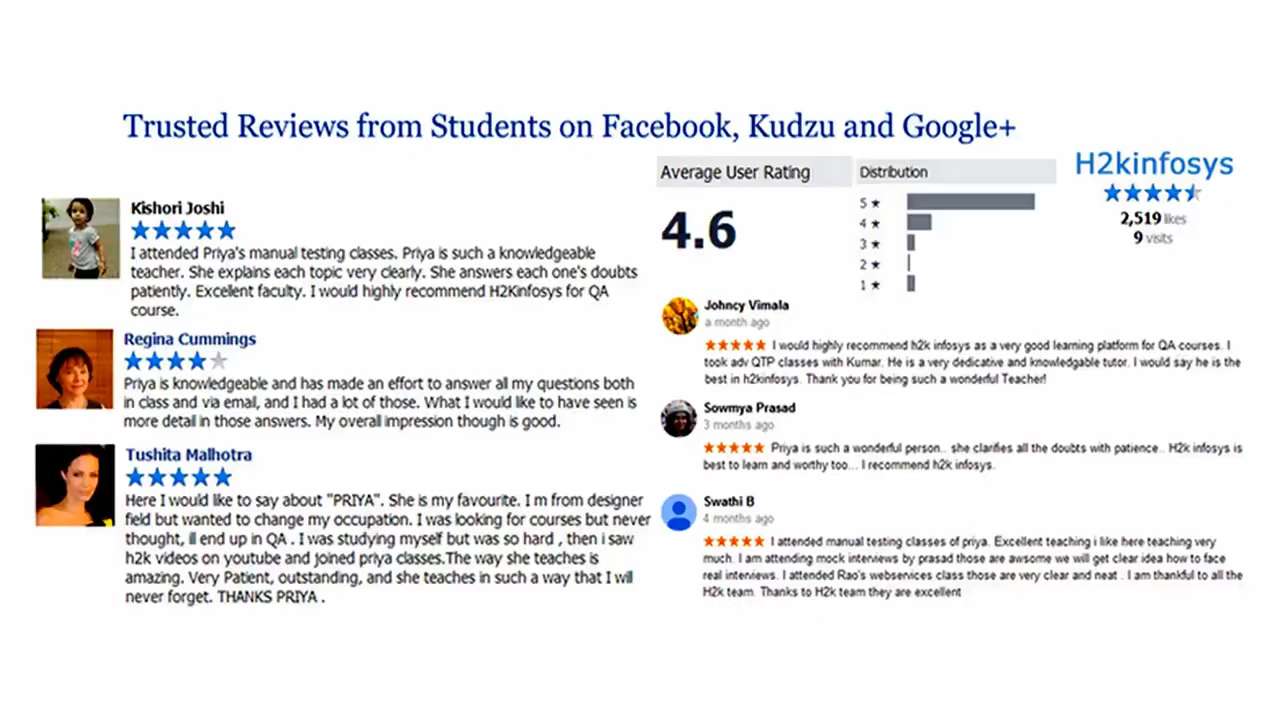 Trusted Reviews from Students on Facebook, Kudzu and Google+
Kishori Joshi
I attended Priya's manual testing classes. Priya is such a knowledgeable
teacher. She explains each topic very clearly. She answers each one's doubts
patiently. Excellent faculty. I would highly recommend H2Kinfosys for QA
course.
Regina Cummings
Priya is knowledgeable and has made an effort to answer all my questions both
in class and via email, and I had a lot of those. What I would like to have seen is
more detail in those answers. My overall impression though is good.
Tushita Malhotra
Here I would like to say about "PRIYA". She is my favourite. I m from designer
field but wanted to change my occupation. I was looking for courses but never
thought, ill end up in QA . I was studying myself but was so hard , then i saw
h2k videos on youtube and joined priya classes.The way she teaches is
amazing. Very Patient, outstanding, and she teaches in such a way that I will
never forget. THANKS PRIYA .
Average User Rating
4.6
Distribution
5 ★
4 ★
3 ★
2 ★
1 ★
H2kinfosys
2,519 likes
9 visits
Johncy Vimala
a month ago
I would highly recommend h2k infosys as a very good learning platform for QA courses. I
took adv QTP classes with Kumar. He is a very dedicative and knowledgable tutor. I would say he is the
best in h2kinfosys. Thank you for being such a wonderful Teacher!
Sowmya Prasad
3 months ago
Priya is such a wonderful person.. she clarifies all the doubts with patience.. H2k infosys is
best to learn and worthy too... I recommend h2k infosys.
Swathi B
4 months ago
I attended manual testing classes of priya. Excellent teaching i like here teaching very
much. I am attending mock interviews by prasad those are awsome we will get clear idea how to face
real interviews. I attended Rao's webservices class those are very clear and neat . I am thankful to all the
H2k team. Thanks to H2k team they are excellent